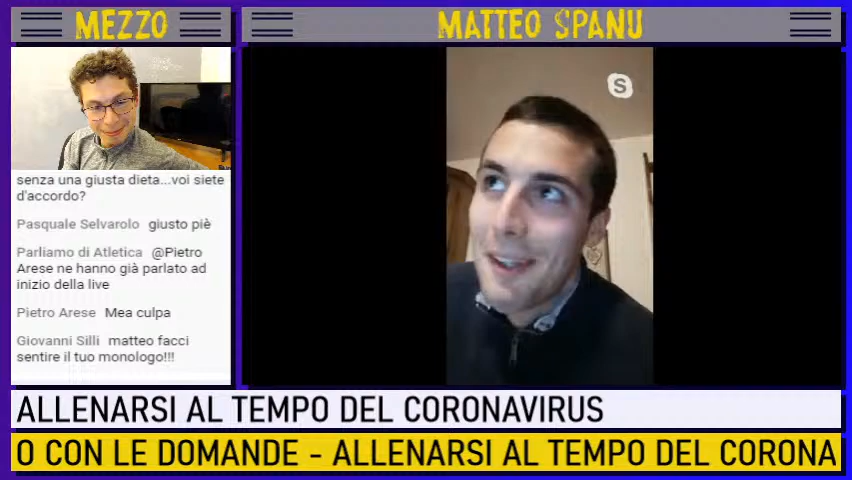 MEZZO
MATTEO SPANU
S
senza una giusta dieta...voi siete
d'accordo?
Pasquale Selvarolo giusto piè
Parliamo di Atletica @Pietro
Arese ne hanno già parlato ad
inizio della live
Pietro Arese Mea culpa
Giovanni Silli matteo facci
sentire il tuo monologo!!!
ALLENARSI AL TEMPO DEL CORONAVIRUS
O CON LE DOMANDE - ALLENARSI AL TEMPO DEL CORONA